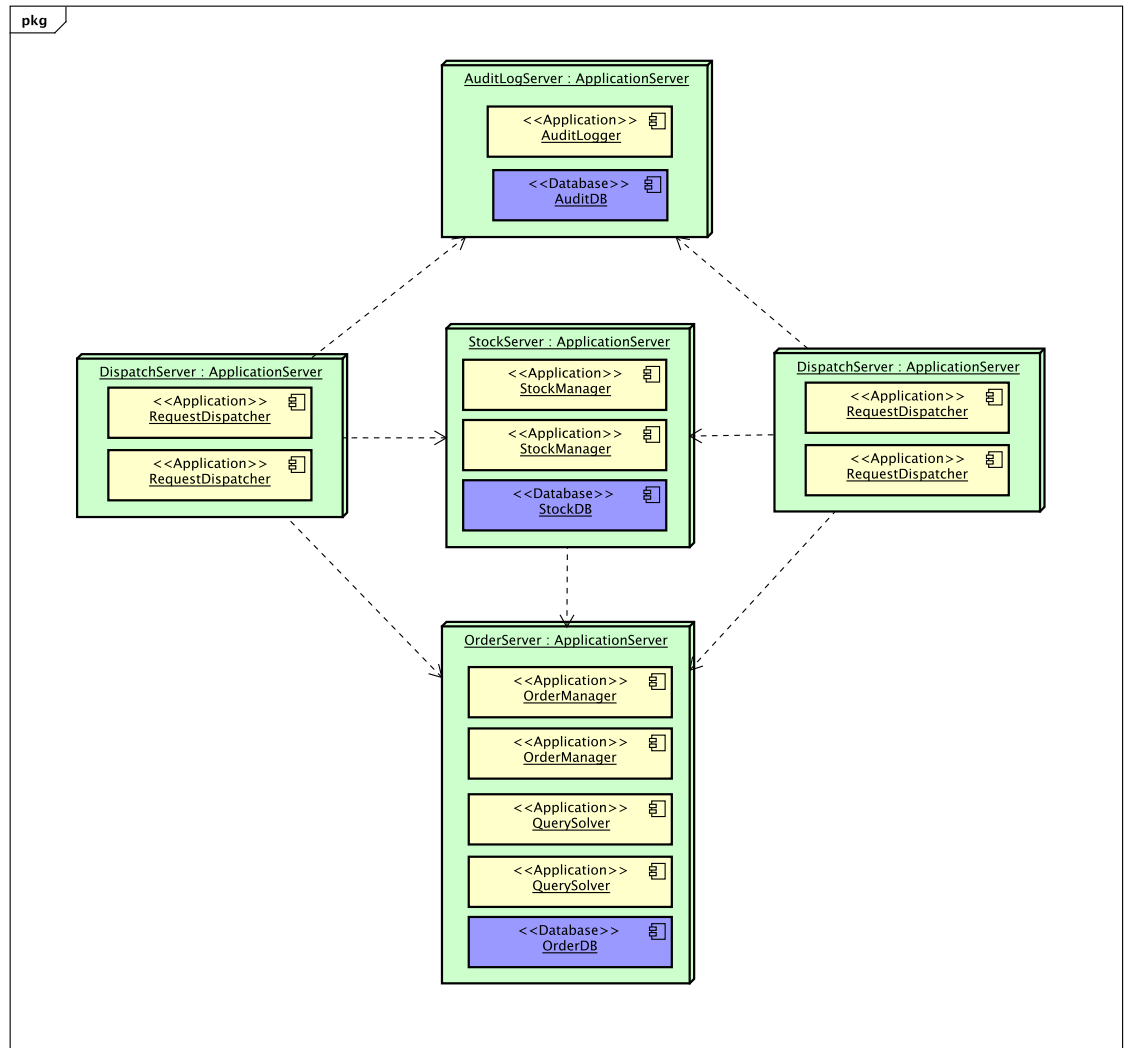 pkg
AuditLogServer : ApplicationServer
<<Application>>
AuditLogger
<<Database>>
AuditDB
DispatchServer : ApplicationServer
<<Application>>
RequestDispatcher
<<Application>>
RequestDispatcher
StockServer : ApplicationServer
<<Application>>
StockManager
<<Application>>
StockManager
<<Database>>
StockDB
DispatchServer : ApplicationServer
<<Application>>
RequestDispatcher
<<Application>>
RequestDispatcher
OrderServer : ApplicationServer
<<Application>>
OrderManager
<<Application>>
OrderManager
<<Application>>
QuerySolver
<<Application>>
QuerySolver
<<Database>>
OrderDB